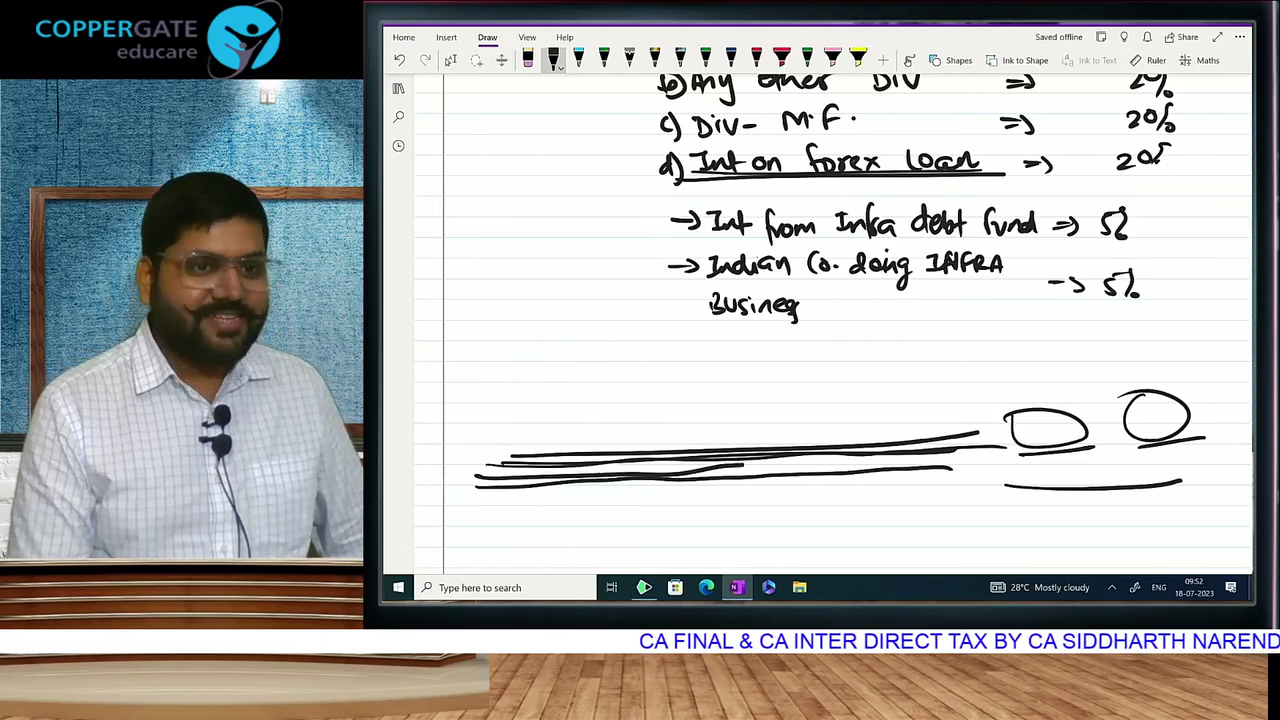 COPPERGATE
educare
Home Insert Draw View Help
Saved offline
Share
Shapes
Ink to Shape
Ink to Text
Ruler
Maths
b) Any other DIV => 20%
c) Div- M.F. => 20%
d) Int on forex loan => 20%
→ Int from Infra debt fund => 5%
→ Indian Co. doing INFRA
Business -> 5%
Type here to search
28°C Mostly cloudy
ENG
09:52
18-07-2023
CA FINAL & CA INTER DIRECT TAX BY CA SIDDHARTH NAREND